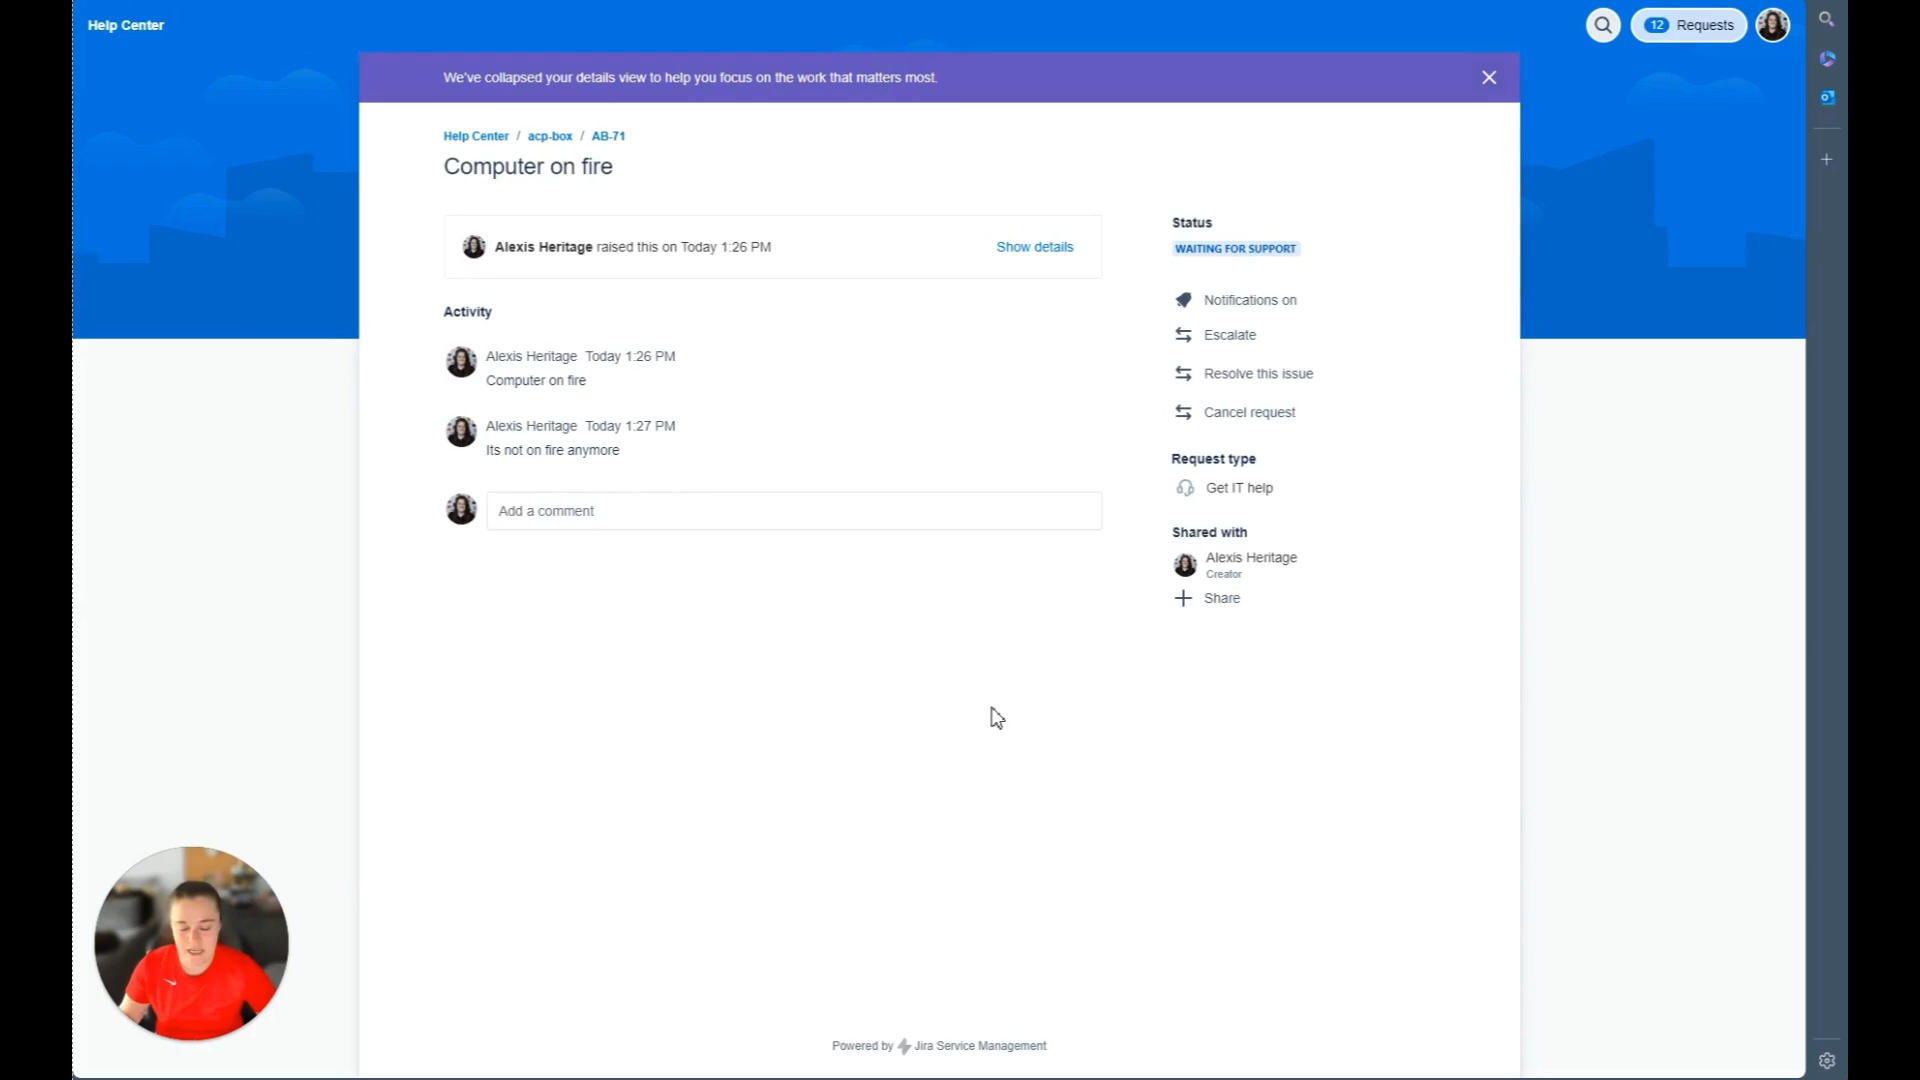 Help Center
12 Requests
We've collapsed your details view to help you focus on the work that matters most.
Help Center / acp-box / AB-71
Computer on fire
Alexis Heritage raised this on Today 1:26 PM
Show details
Activity
Alexis Heritage Today 1:26 PM
Computer on fire
Alexis Heritage Today 1:27 PM
Its not on fire anymore
Add a comment
Status
WAITING FOR SUPPORT
Notifications on
Escalate
Resolve this issue
Cancel request
Request type
Get IT help
Shared with
Alexis Heritage
Creator
Share
Powered by Jira Service Management